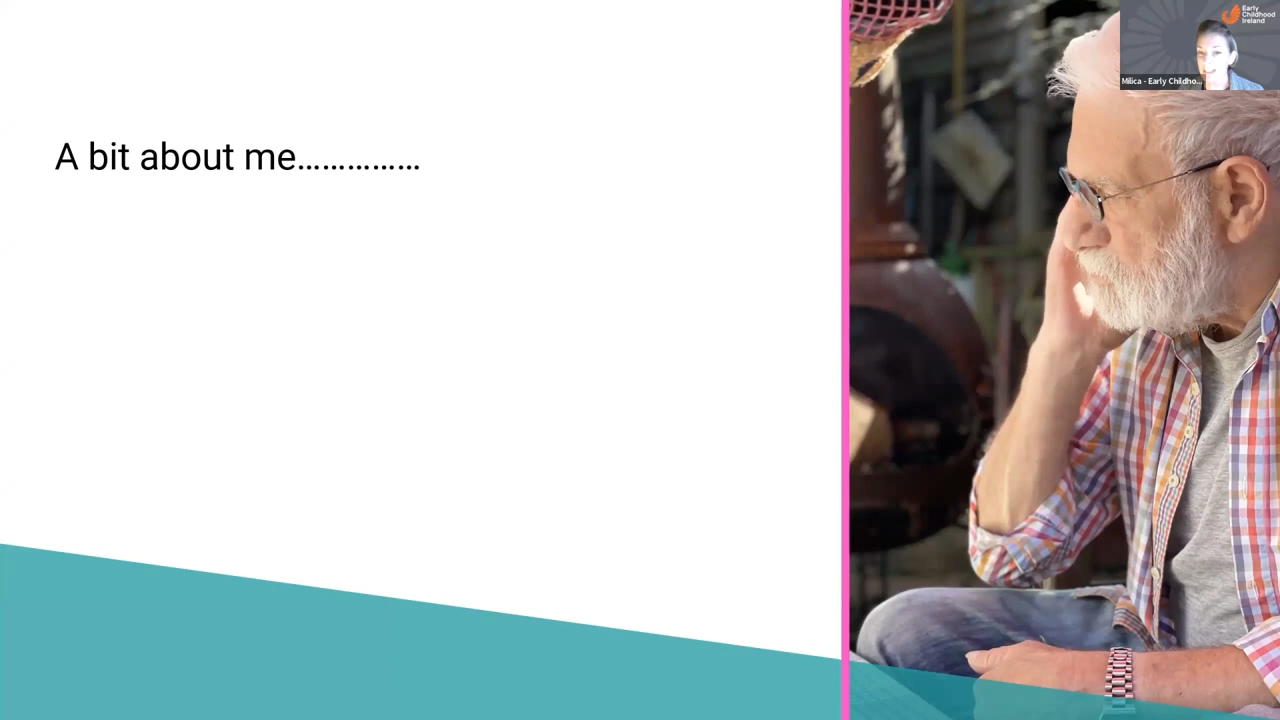 A bit about me……………
Early
Childhood
Ireland
Milica - Early Childho...